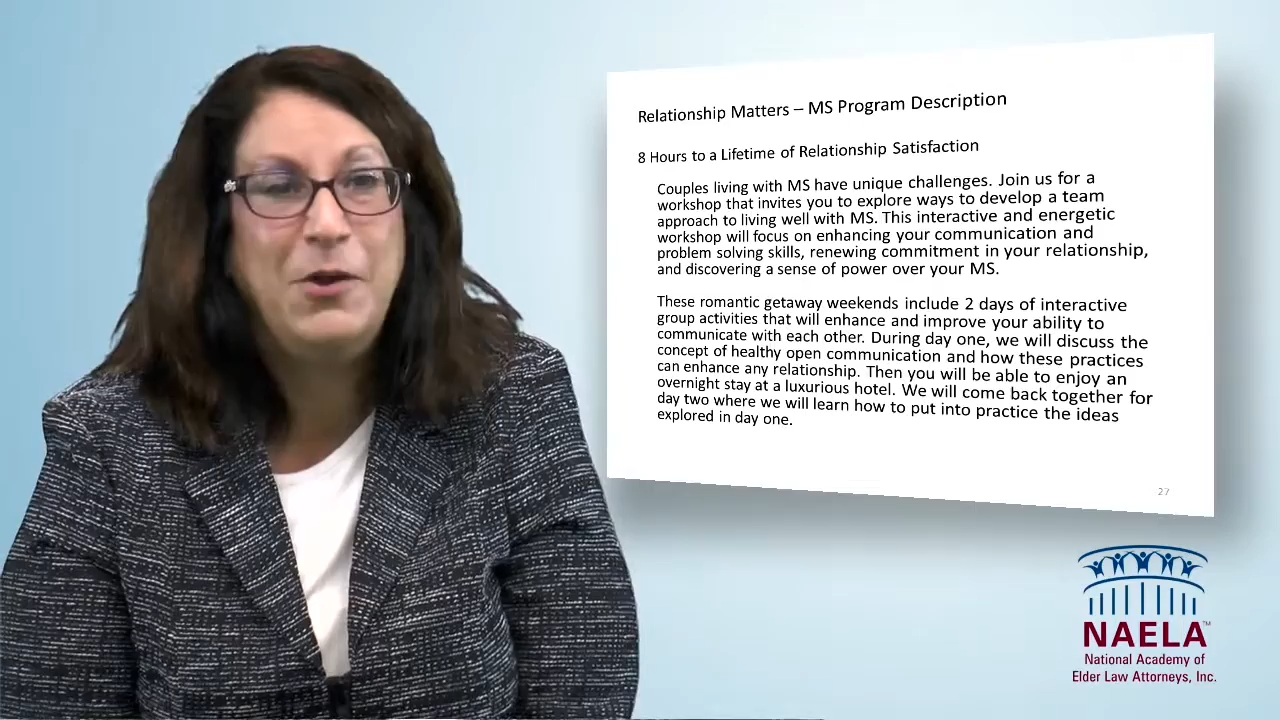 Relationship Matters – MS Program Description
8 Hours to a Lifetime of Relationship Satisfaction
Couples living with MS have unique challenges. Join us for a
workshop that invites you to explore ways to develop a team
approach to living well with MS. This interactive and energetic
workshop will focus on enhancing your communication and
problem solving skills, renewing commitment in your relationship,
and discovering a sense of power over your MS.
These romantic getaway weekends include 2 days of interactive
group activities that will enhance and improve your ability to
communicate with each other. During day one, we will discuss the
concept of healthy open communication and how these practices
can enhance any relationship. Then you will be able to enjoy an
overnight stay at a luxurious hotel. We will come back together for
day two where we will learn how to put into practice the ideas
explored in day one.
27
NAELA™
National Academy of
Elder Law Attorneys, Inc.